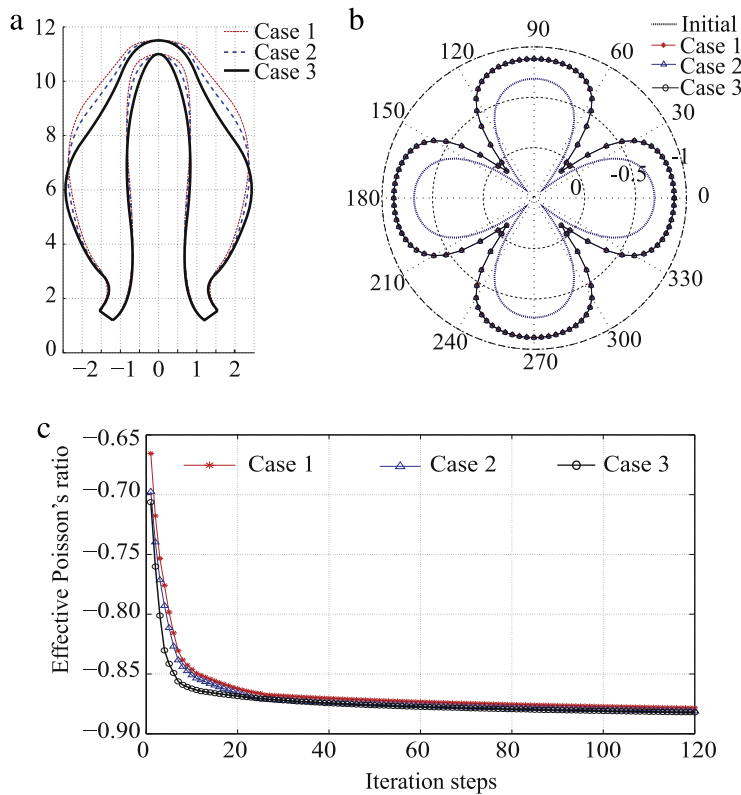 a
12
10
8
6
4
2
0
−2 −1 0 1 2
Case 1
Case 2
Case 3
b
90
60
30
0
330
300
270
240
210
180
150
120
0
-0.5
-1
Initial
Case 1
Case 2
Case 3
c
−0.65
−0.70
−0.75
−0.80
−0.85
−0.90
0 20 40 60 80 100 120
Case 1 Case 2 Case 3
Effective Poisson's ratio
Iteration steps